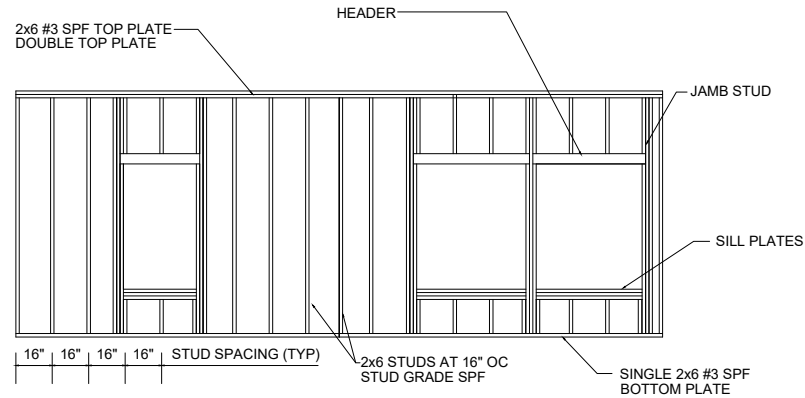 HEADER
2x6 #3 SPF TOP PLATE
DOUBLE TOP PLATE
JAMB STUD
SILL PLATES
16" 16" 16" 16" STUD SPACING (TYP)
2x6 STUDS AT 16" OC
STUD GRADE SPF
SINGLE 2x6 #3 SPF
BOTTOM PLATE